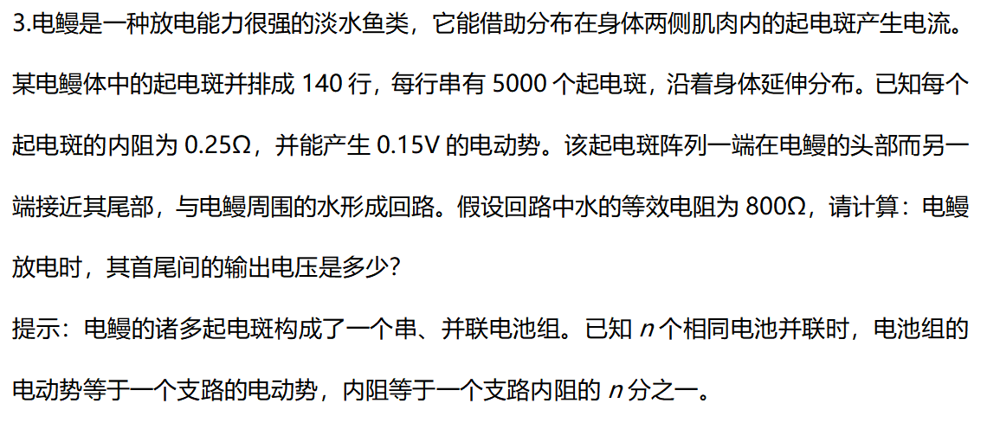 3.电鳗是一种放电能力很强的淡水鱼类，它能借助分布在身体两侧肌肉内的起电斑产生电流。
某电鳗体中的起电斑并排成 140 行，每行串有 5000 个起电斑，沿着身体延伸分布。已知每个
起电斑的内阻为 0.25Ω，并能产生 0.15V 的电动势。该起电斑阵列一端在电鳗的头部而另一
端接近其尾部，与电鳗周围的水形成回路。假设回路中水的等效电阻为 800Ω，请计算：电鳗
放电时，其首尾间的输出电压是多少？
提示：电鳗的诸多起电斑构成了一个串、并联电池组。已知 n 个相同电池并联时，电池组的
电动势等于一个支路的电动势，内阻等于一个支路内阻的 n 分之一。